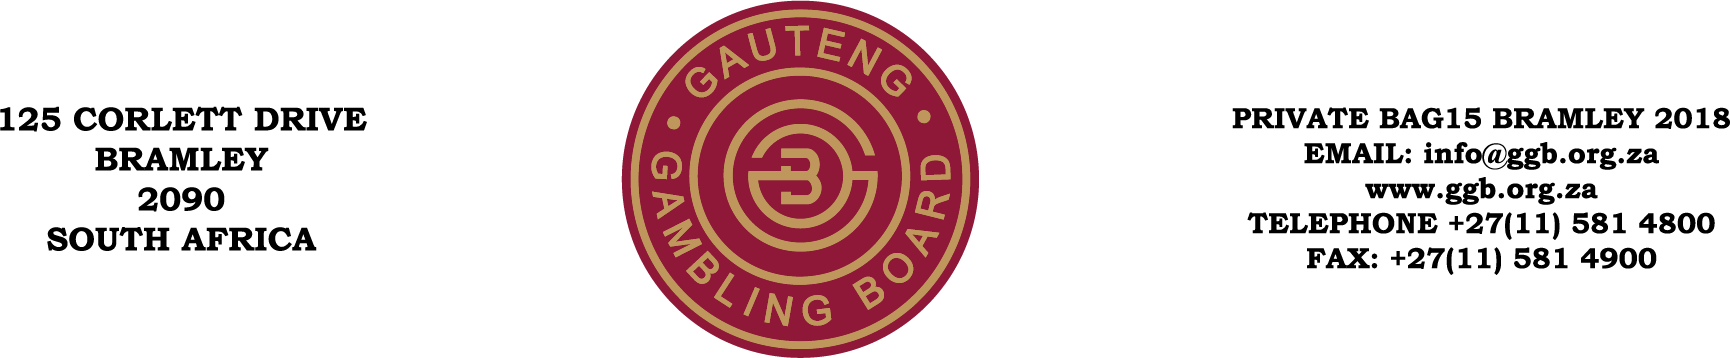 125 CORLETT DRIVE
BRAMLEY
2090
SOUTH AFRICA
GAUTENG
GAMBLING BOARD
B
PRIVATE BAG15 BRAMLEY 2018
EMAIL: info@ggb.org.za
www.ggb.org.za
TELEPHONE +27(11) 581 4800
FAX: +27(11) 581 4900